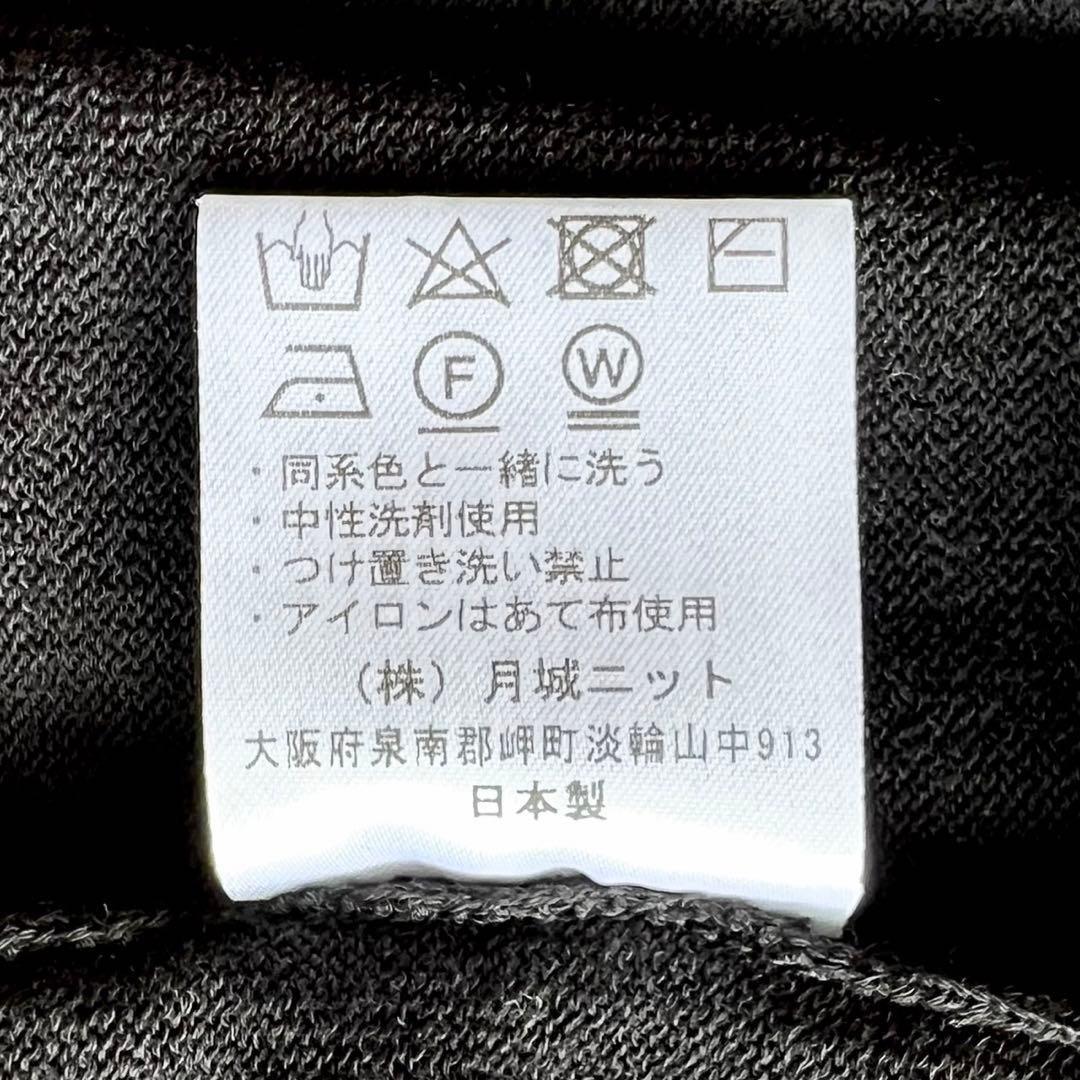 F W
・同系色と一緒に洗う
・中性洗剤使用
・つけ置き洗い禁止
・アイロンはあて布使用
（株）月城ニット
大阪府泉南郡岬町淡輪山中913
日本製